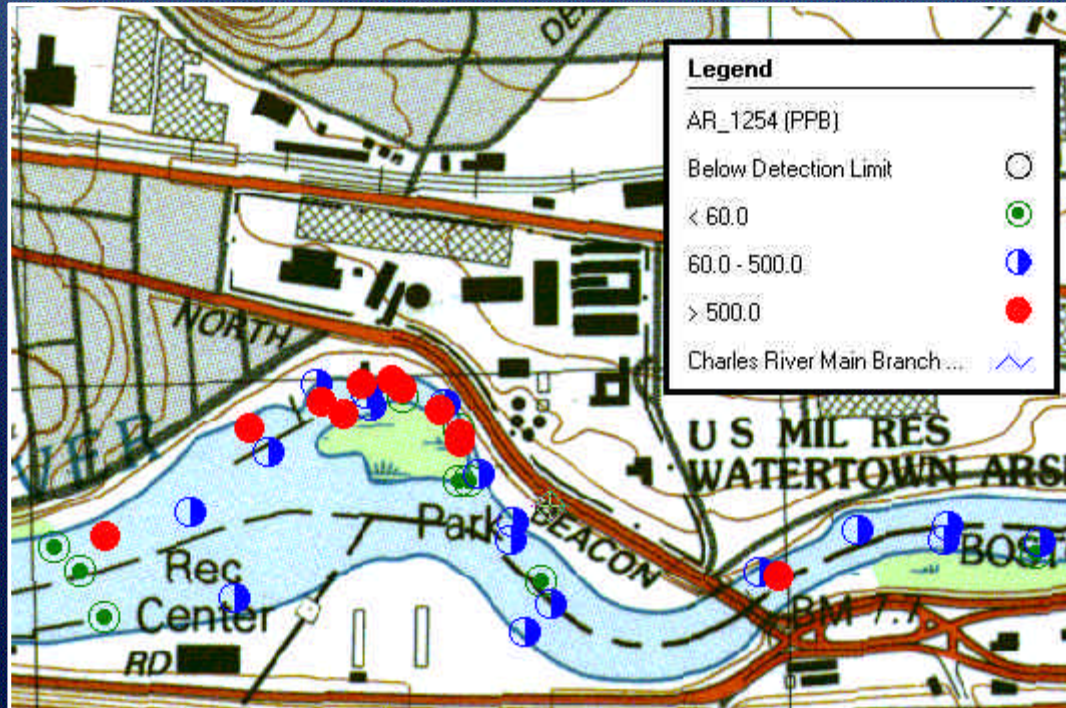 Legend
AR_1254 (PPB)
Below Detection Limit
< 60.0
60.0 - 500.0
> 500.0
Charles River Main Branch ...
NORTH
BEACON
Park
U S MIL RES
WATERTOWN ARS
BOST
Rec
Center
RD
BM 7.7
VER